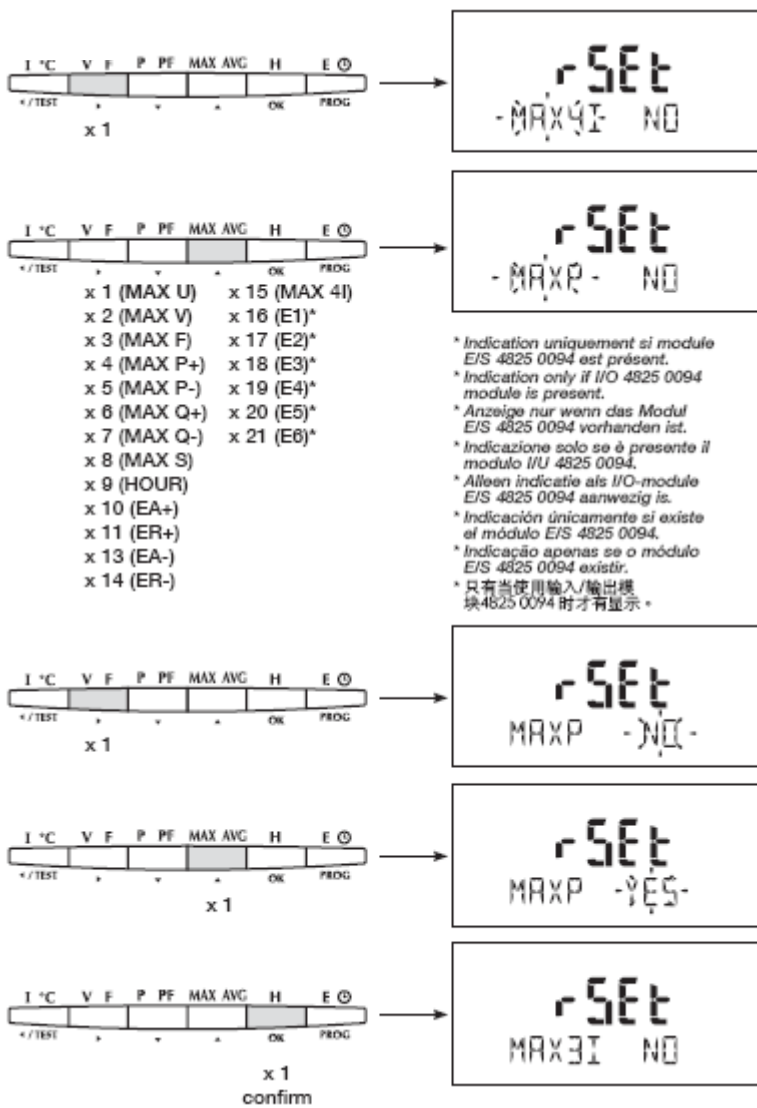 I °C V F P PF MAX AVG H E
</TEST OK PROG
x 1
rSEt
-MAX4I- NO
I °C V F P PF MAX AVG H E
</TEST OK PROG
rSEt
-MAXP- NO
x 1 (MAX U) x 15 (MAX 4I)
x 2 (MAX V) x 16 (E1)*
x 3 (MAX F) x 17 (E2)*
x 4 (MAX P+) x 18 (E3)*
x 5 (MAX P-) x 19 (E4)*
x 6 (MAX Q+) x 20 (E5)*
x 7 (MAX Q-) x 21 (E6)*
x 8 (MAX S)
x 9 (HOUR)
x 10 (EA+)
x 11 (ER+)
x 13 (EA-)
x 14 (ER-)
* Indication uniquement si module
E/S 4825 0094 est présent.
* Indication only if I/O 4825 0094
module is present.
* Anzeige nur wenn das Modul
E/S 4825 0094 vorhanden ist.
* Indicazione solo se è presente il
modulo I/U 4825 0094.
* Alleen indicatie als I/O-module
E/S 4825 0094 aanwezig is.
* Indicación únicamente si existe
el módulo E/S 4825 0094.
* Indicação apenas se o módulo
E/S 4825 0094 existir.
* 只有当使用输入/输出模
块4825 0094 时才有显示。
I °C V F P PF MAX AVG H E
</TEST OK PROG
x 1
rSEt
MAXP -NO-
I °C V F P PF MAX AVG H E
</TEST OK PROG
x 1
rSEt
MAXP -YES-
I °C V F P PF MAX AVG H E
</TEST OK PROG
x 1
confirm
rSEt
MAX3I NO